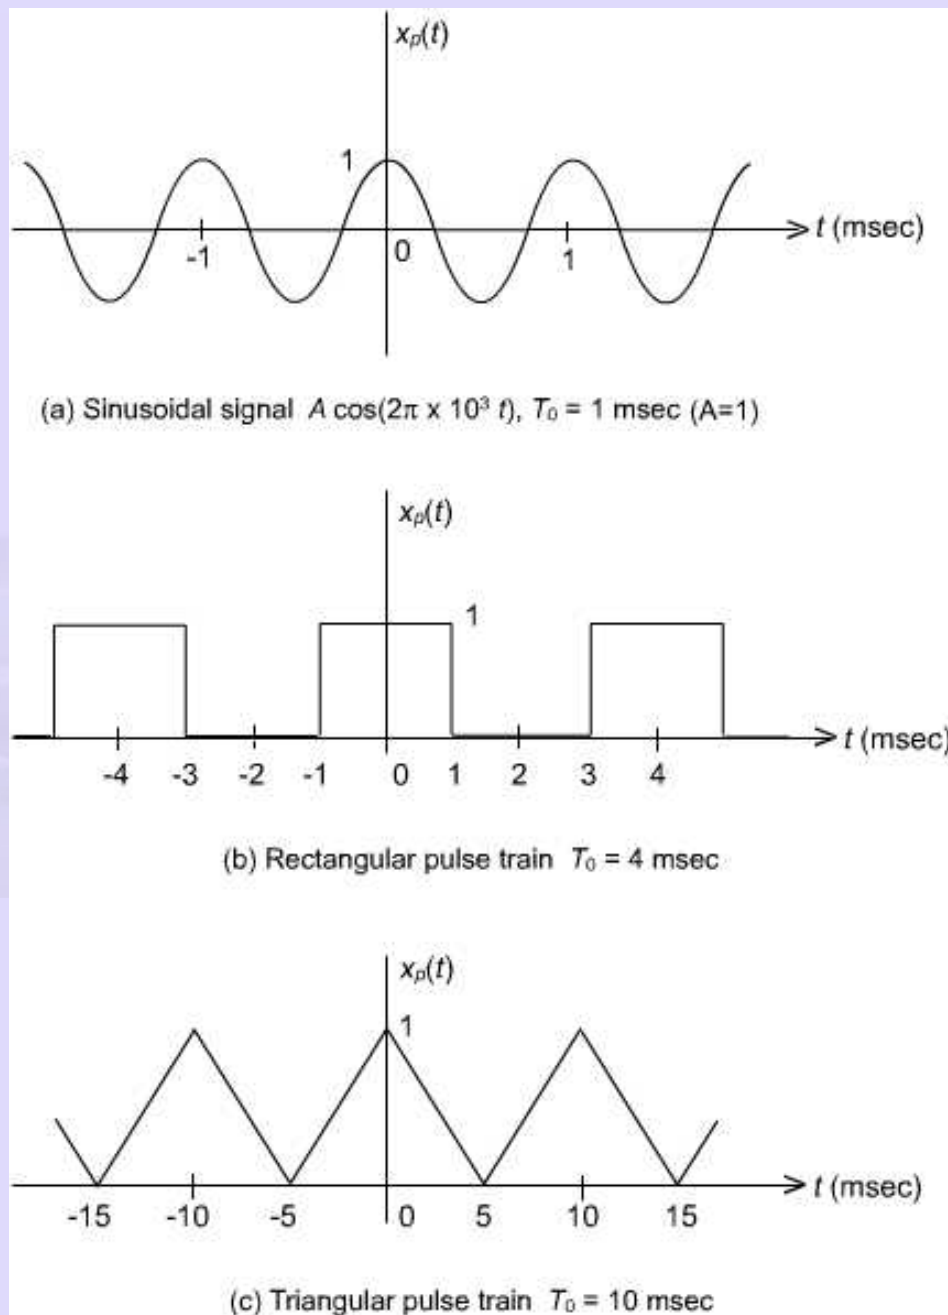 xₚ(t)
1
t (msec)
-1 0 1
(a) Sinusoidal signal A cos(2π x 10³ t), T₀ = 1 msec (A=1)
xₚ(t)
1
t (msec)
-4 -3 -2 -1 0 1 2 3 4
(b) Rectangular pulse train T₀ = 4 msec
xₚ(t)
1
t (msec)
-15 -10 -5 0 5 10 15
(c) Triangular pulse train T₀ = 10 msec